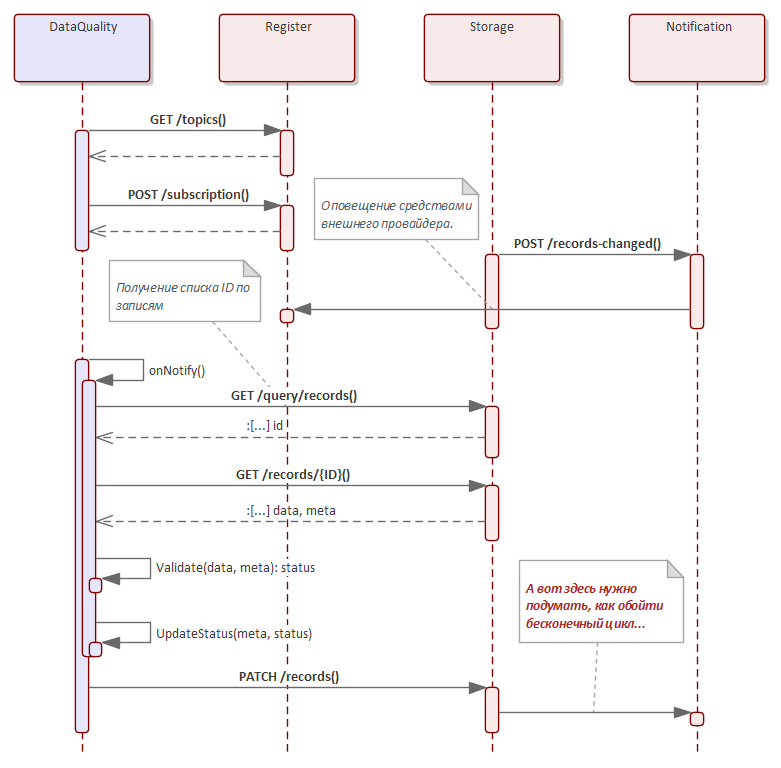 DataQuality
Register
Storage
Notification
GET /topics()
POST /subscription()
Оповещение средствами
внешнего провайдера.
POST /records-changed()
Получение списка ID по
записям
onNotify()
GET /query/records()
:[...] id
GET /records/{ID}()
:[...] data, meta
Validate(data, meta): status
А вот здесь нужно
подумать, как обойти
бесконечный цикл...
UpdateStatus(meta, status)
PATCH /records()